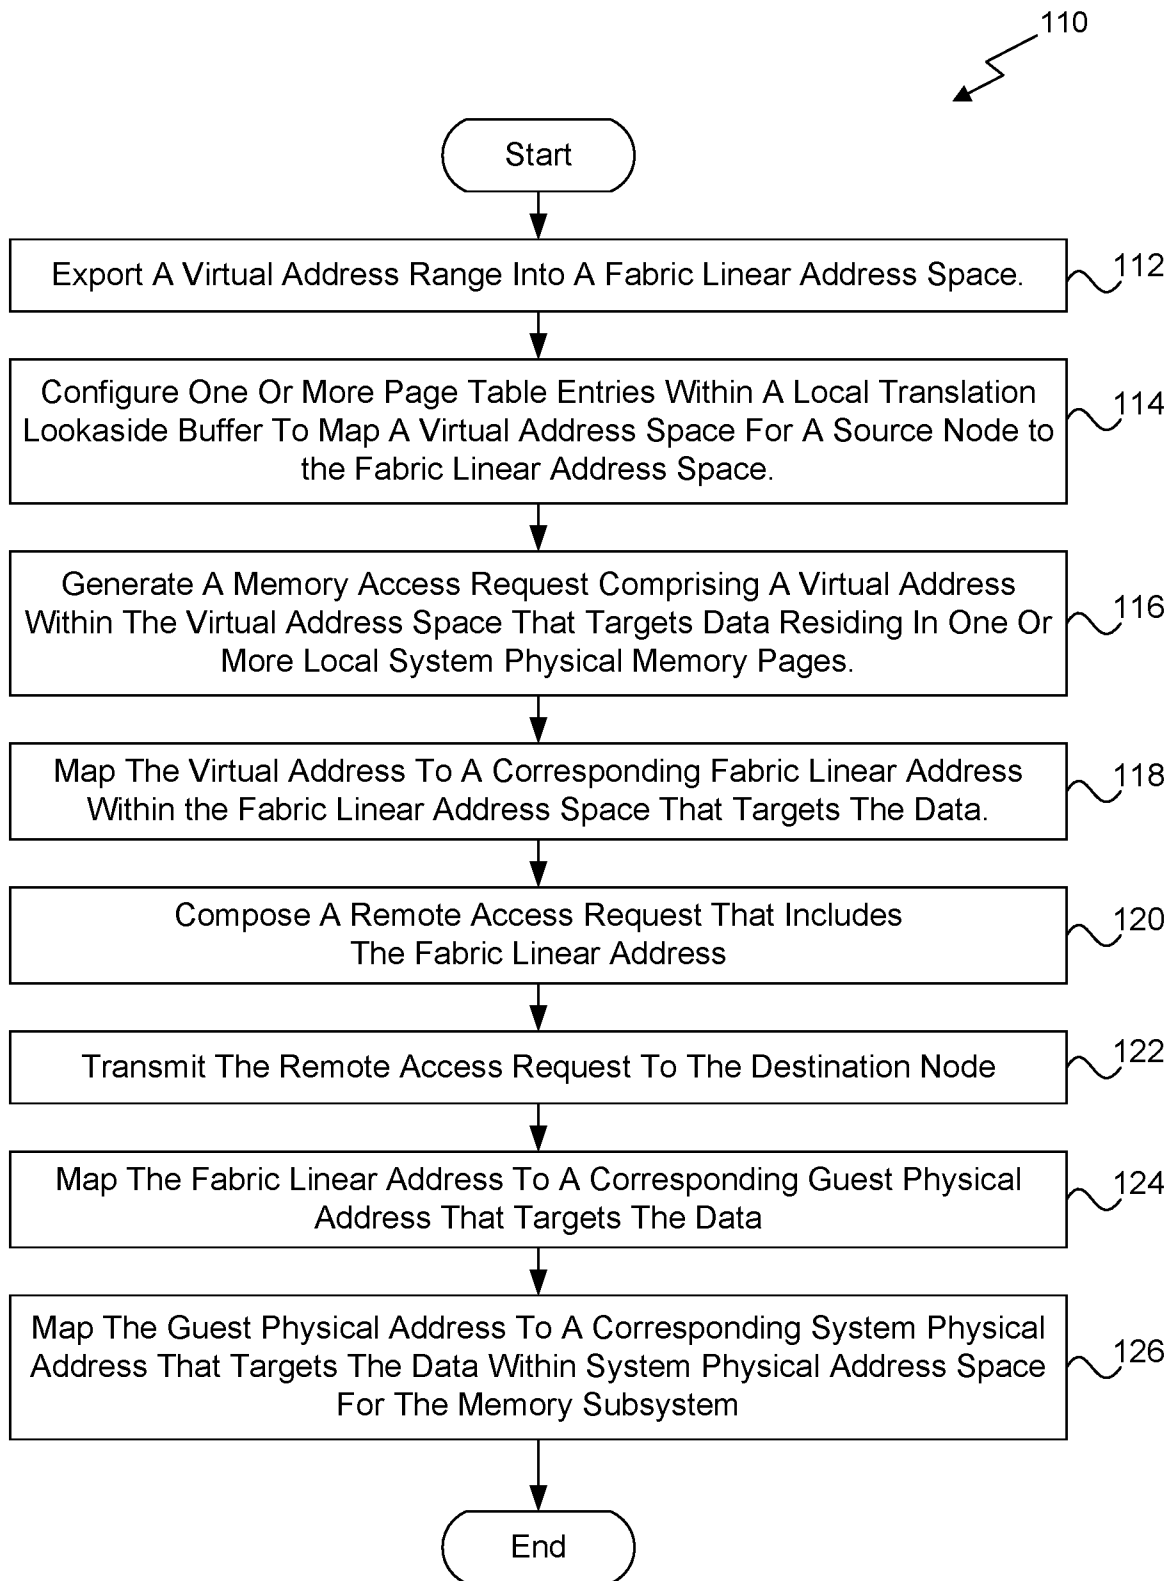 110
Start
Export A Virtual Address Range Into A Fabric Linear Address Space.
112
Configure One Or More Page Table Entries Within A Local Translation
Lookaside Buffer To Map A Virtual Address Space For A Source Node to
the Fabric Linear Address Space.
114
Generate A Memory Access Request Comprising A Virtual Address
Within The Virtual Address Space That Targets Data Residing In One Or
More Local System Physical Memory Pages.
116
Map The Virtual Address To A Corresponding Fabric Linear Address
Within the Fabric Linear Address Space That Targets The Data.
118
Compose A Remote Access Request That Includes
The Fabric Linear Address
120
Transmit The Remote Access Request To The Destination Node
122
Map The Fabric Linear Address To A Corresponding Guest Physical
Address That Targets The Data
124
Map The Guest Physical Address To A Corresponding System Physical
Address That Targets The Data Within System Physical Address Space
For The Memory Subsystem
126
End